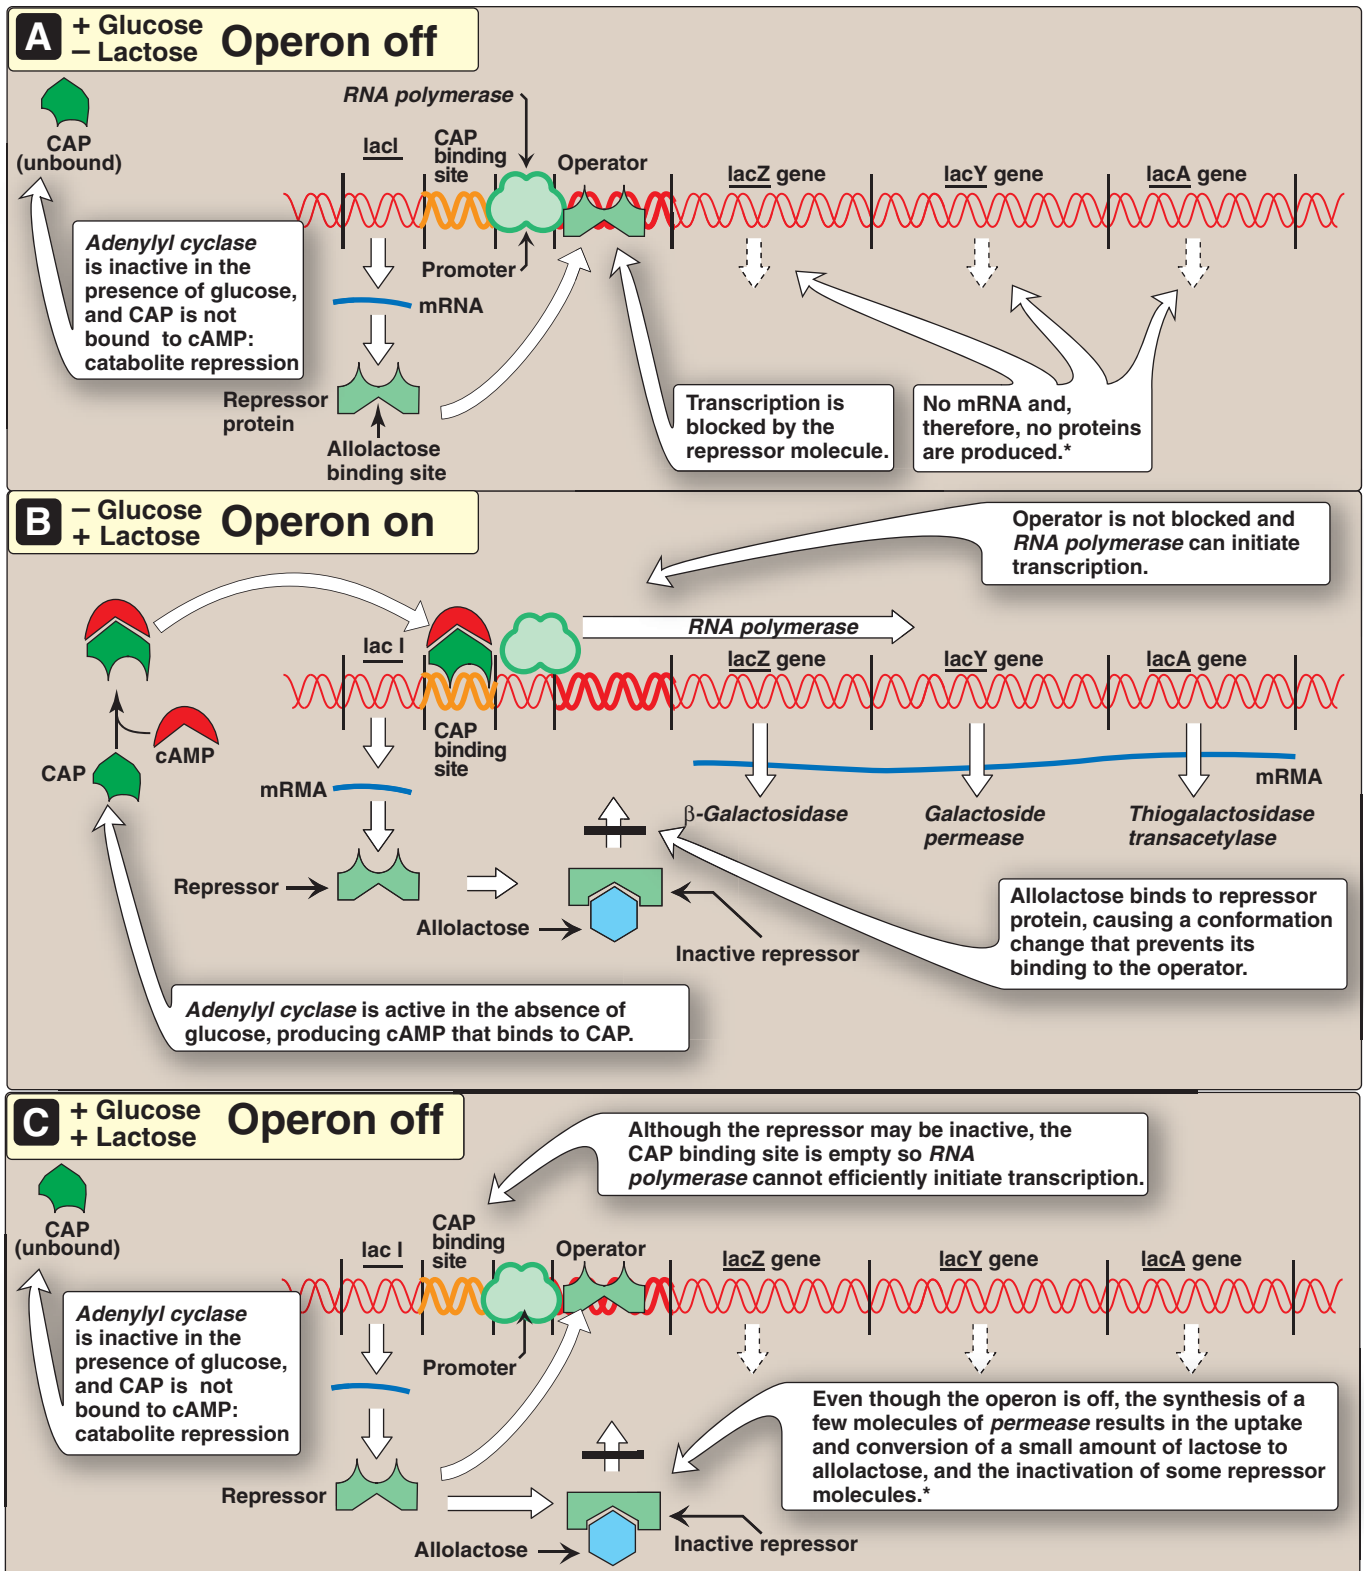 A + Glucose
– Lactose
Operon off
RNA polymerase
CAP
(unbound)
lacI
CAP
binding
site
Operator
lacZ gene
lacY gene
lacA gene
Adenylyl cyclase
is inactive in the
presence of glucose,
and CAP is not
bound to cAMP:
catabolite repression
Promoter
mRNA
Repressor
protein
Allolactose
binding site
Transcription is
blocked by the
repressor molecule.
No mRNA and,
therefore, no proteins
are produced.*
B – Glucose
+ Lactose
Operon on
Operator is not blocked and
RNA polymerase can initiate
transcription.
RNA polymerase
lac I
lacZ gene
lacY gene
lacA gene
CAP
binding
site
cAMP
CAP
mRMA
mRMA
β-Galactosidase
Galactoside
permease
Thiogalactosidase
transacetylase
Repressor
Allolactose
Inactive repressor
Allolactose binds to repressor
protein, causing a conformation
change that prevents its
binding to the operator.
Adenylyl cyclase is active in the absence of
glucose, producing cAMP that binds to CAP.
C + Glucose
+ Lactose
Operon off
Although the repressor may be inactive, the
CAP binding site is empty so RNA
polymerase cannot efficiently initiate transcription.
CAP
(unbound)
lac I
CAP
binding
site
Operator
lacZ gene
lacY gene
lacA gene
Adenylyl cyclase
is inactive in the
presence of glucose,
and CAP is not
bound to cAMP:
catabolite repression
Promoter
Even though the operon is off, the synthesis of a
few molecules of permease results in the uptake
and conversion of a small amount of lactose to
allolactose, and the inactivation of some repressor
molecules.*
Repressor
Allolactose
Inactive repressor